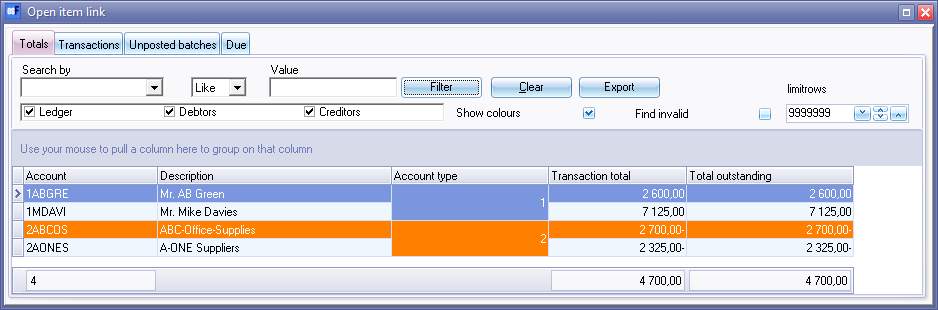 Open item link
Totals Transactions Unposted batches Due
Search by Value
Like Filter Clear Export limitrows
Ledger Debtors Creditors Show colours Find invalid 9999999
Use your mouse to pull a column here to group on that column
Account Description Account type Transaction total Total outstanding
1ABGRE Mr. AB Green 1 2 600,00 2 600,00
1MDAVI Mr. Mike Davies 7 125,00 7 125,00
2ABCOS ABC-Office-Supplies 2 2 700,00- 2 700,00-
2AONES A-ONE Suppliers 2 325,00- 2 325,00-
4 4 700,00 4 700,00